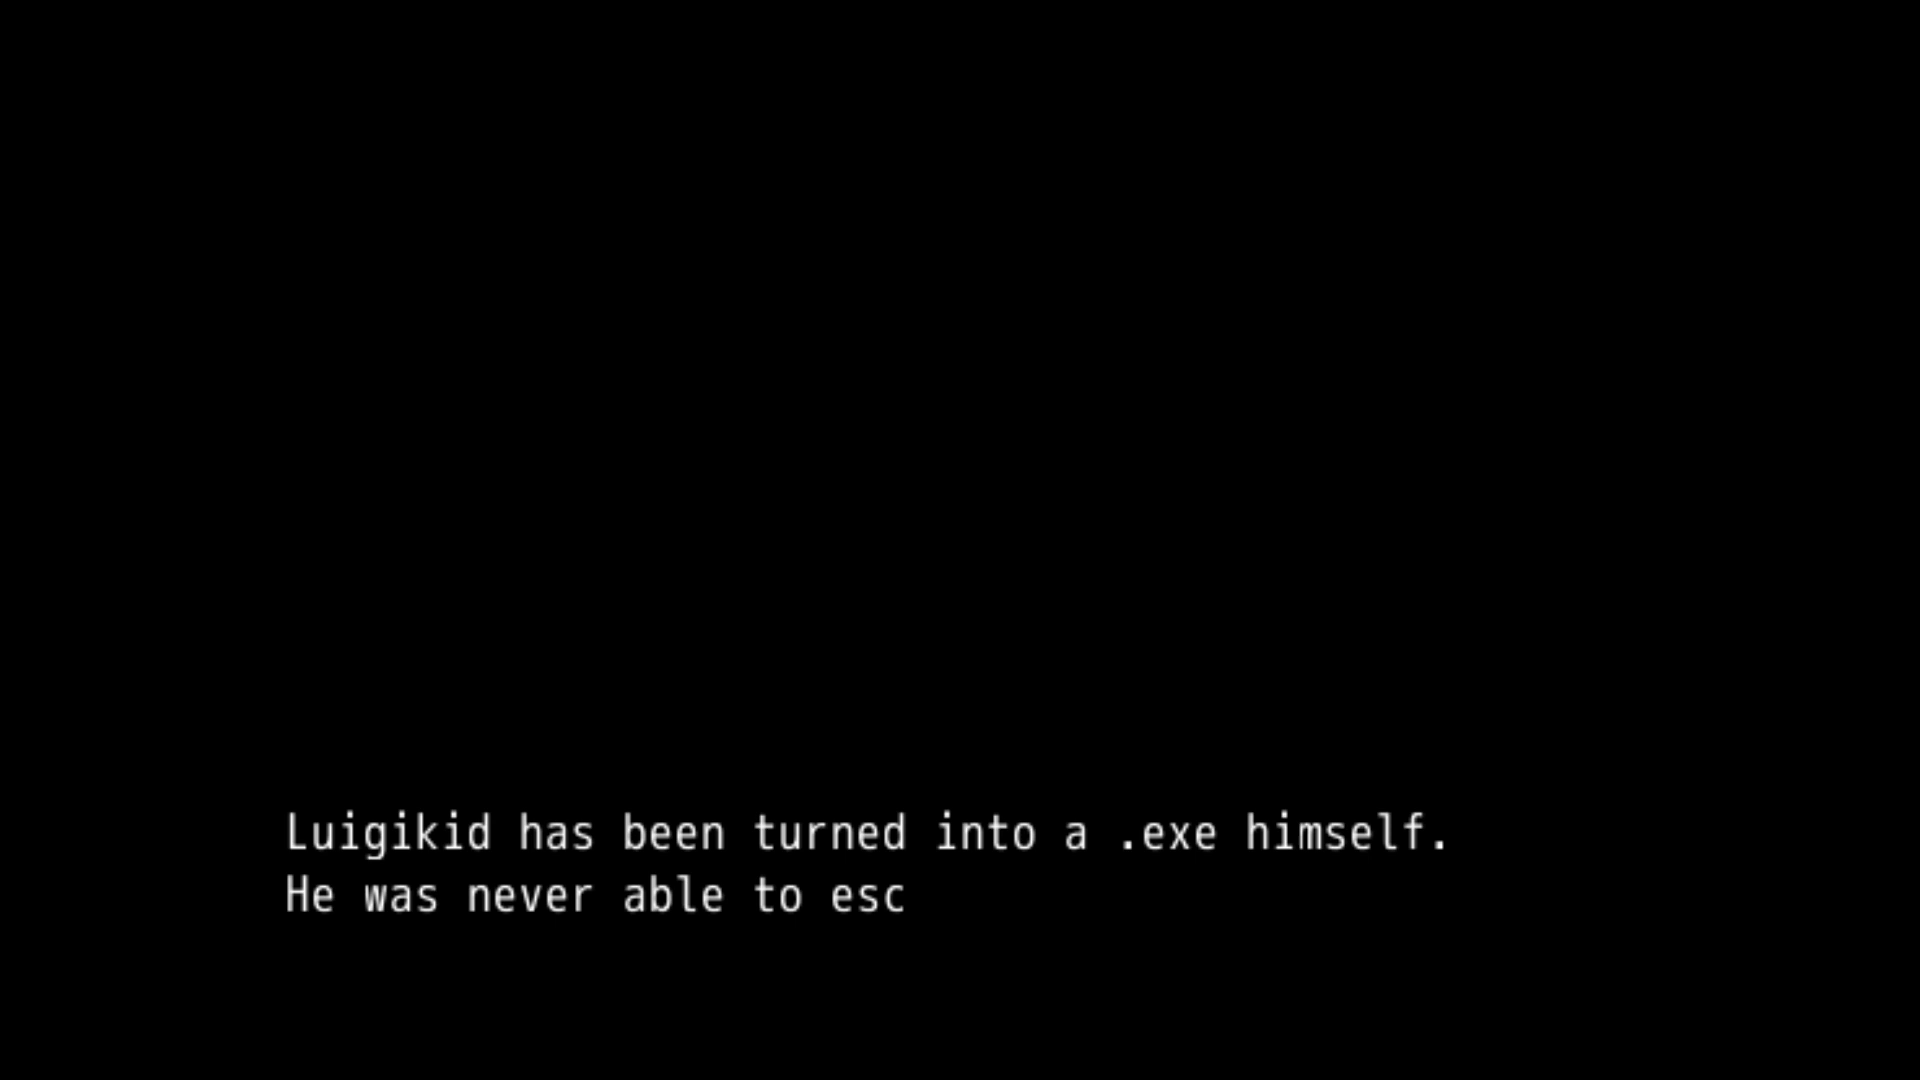 Luigikid has been turned into a .exe himself.
He was never able to esc